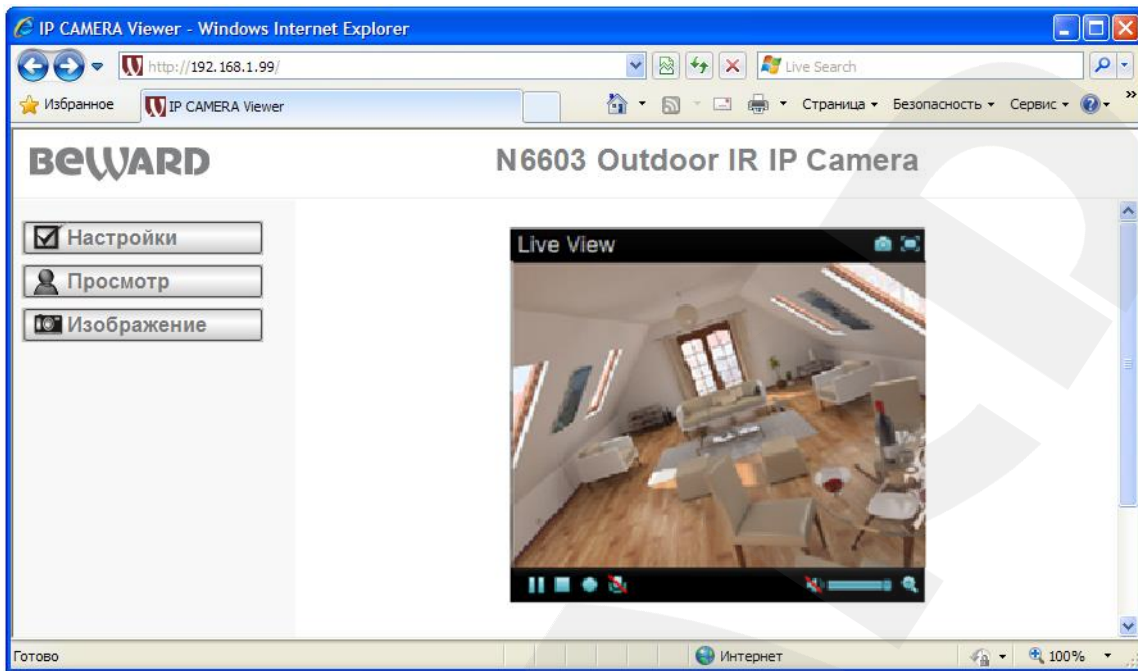 IP CAMERA Viewer - Windows Internet Explorer
http://192.168.1.99/
Live Search
Избранное
IP CAMERA Viewer
Страница
Безопасность
Сервис
BEWARD
N6603 Outdoor IR IP Camera
Настройки
Просмотр
Изображение
Live View
Готово
Интернет
100%